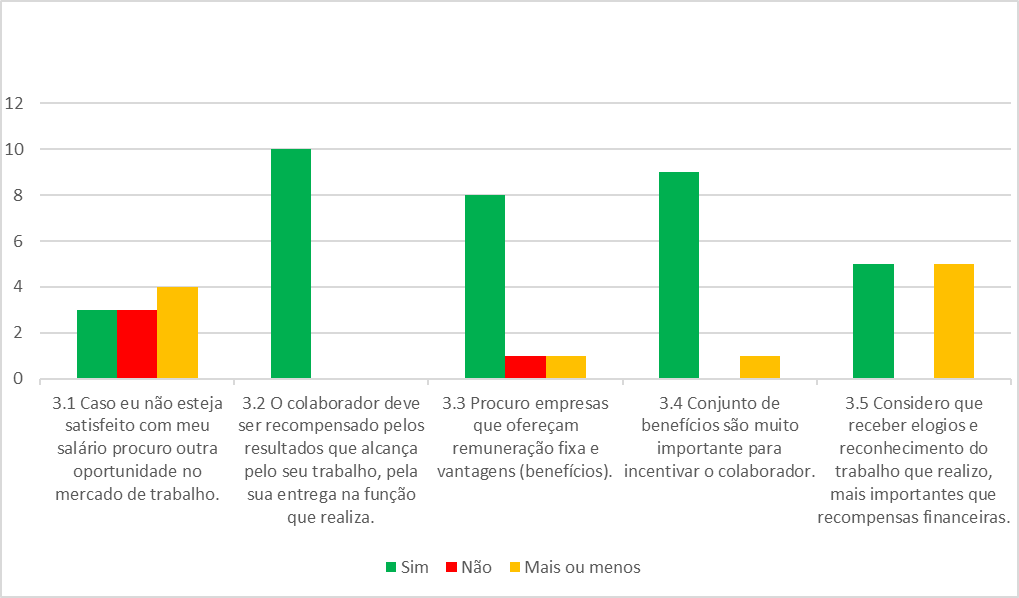 12
10
8
6
4
2
0
3.1 Caso eu não esteja
satisfeito com meu
salário procuro outra
oportunidade no
mercado de trabalho.
3.2 O colaborador deve
ser recompensado pelos
resultados que alcança
pelo seu trabalho, pela
sua entrega na função
que realiza.
3.3 Procuro empresas
que ofereçam
remuneração fixa e
vantagens (benefícios).
3.4 Conjunto de
benefícios são muito
importante para
incentivar o colaborador.
3.5 Considero que
receber elogios e
reconhecimento do
trabalho que realizo,
mais importantes que
recompensas financeiras.
Sim Não Mais ou menos